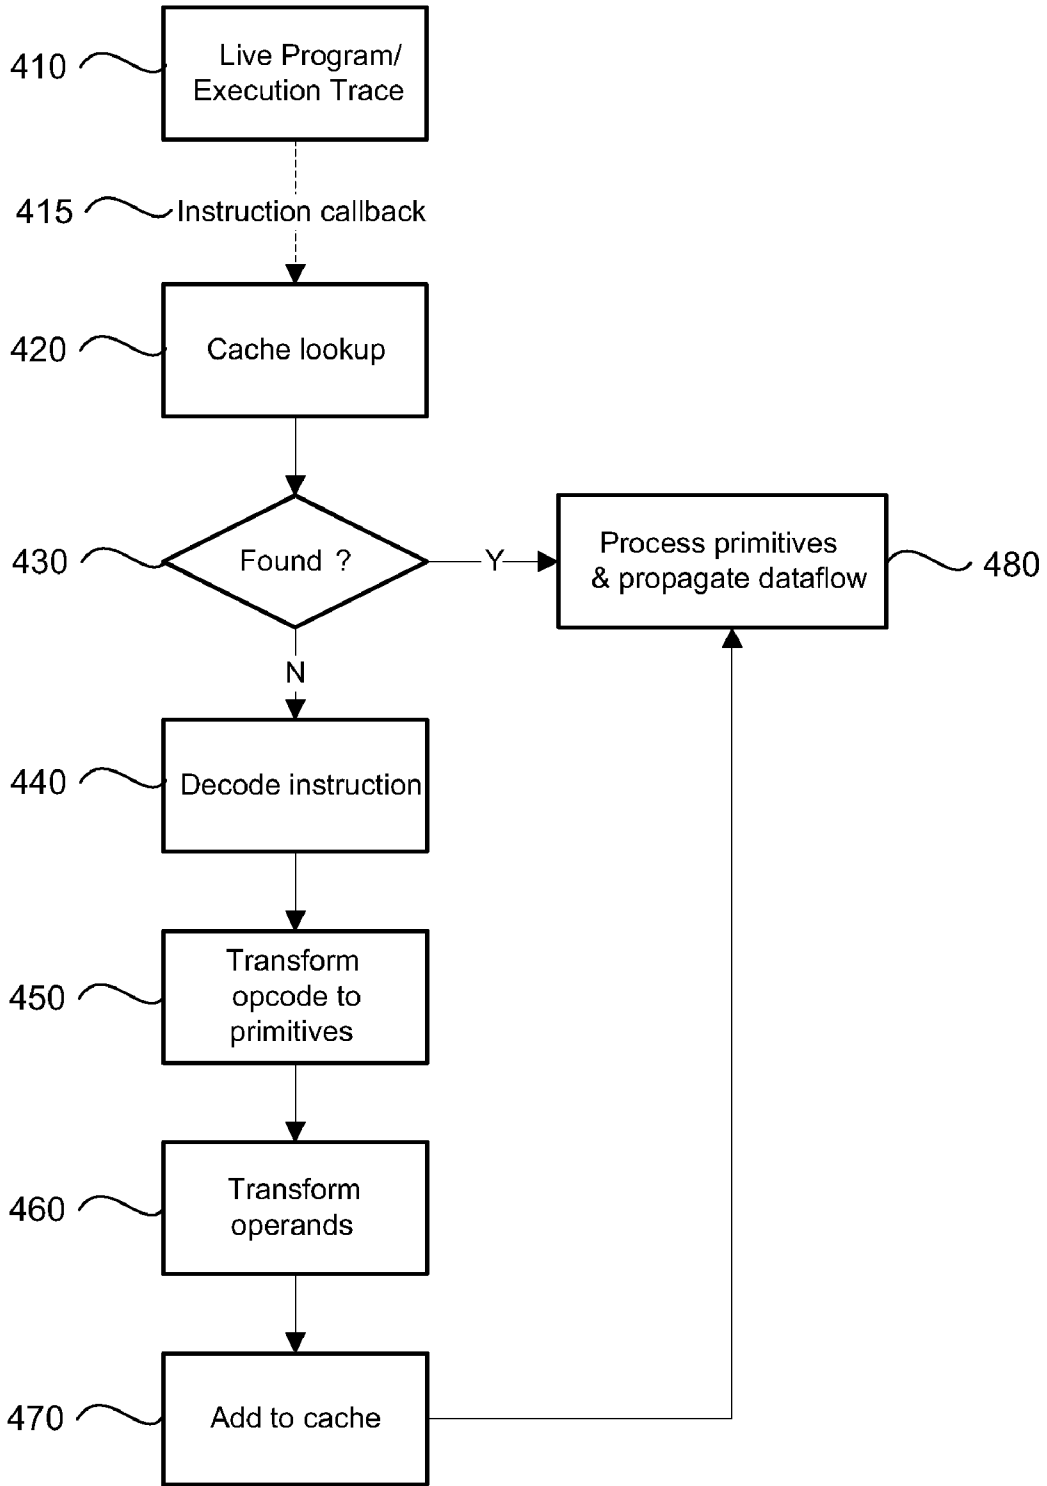 410
Live Program/
Execution Trace
415
Instruction callback
420
Cache lookup
430
Found ?
Y
Process primitives
& propagate dataflow
480
N
440
Decode instruction
450
Transform
opcode to
primitives
460
Transform
operands
470
Add to cache